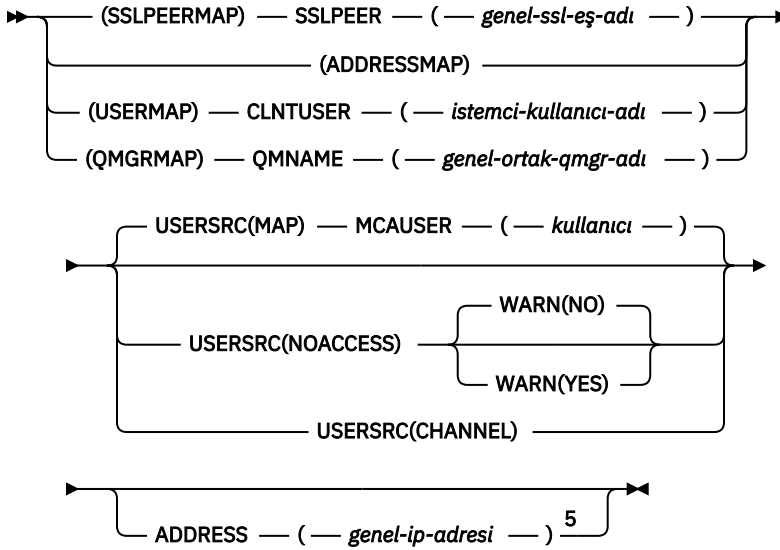 (SSLPEERMAP) SSLPEER ( genel-ssl-eş-adı )
(ADDRESSMAP)
(USERMAP) CLNTUSER ( istemci-kullanıcı-adı )
(QMGRMAP) QMNAME ( genel-ortak-qmgr-adı )
USERSRC(MAP) MCAUSER ( kullanıcı )
WARN(NO)
USERSRC(NOACCESS)
WARN(YES)
USERSRC(CHANNEL)
ADDRESS ( genel-ip-adresi ) 5